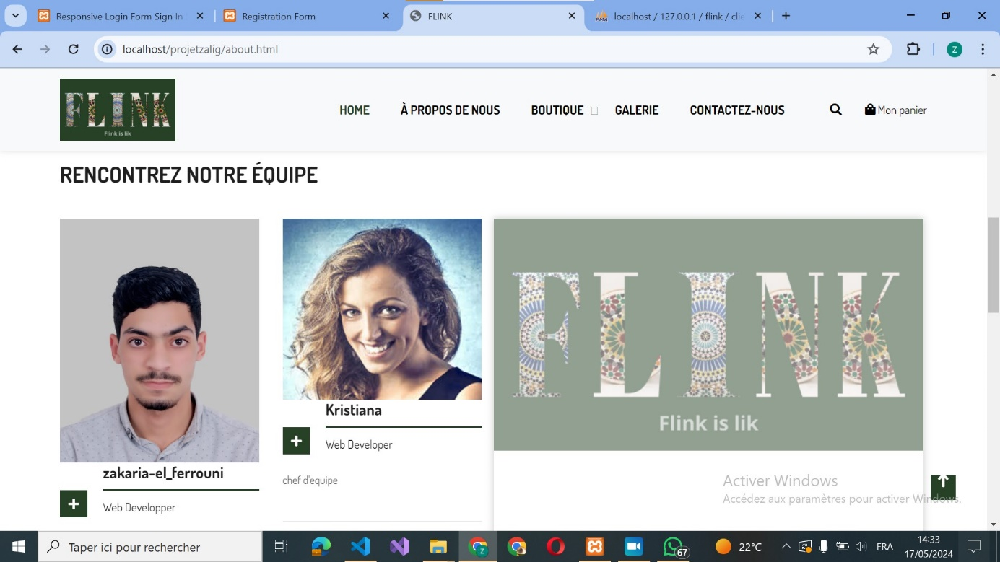 Responsive Login Form Sign In
Registration Form
FLINK
localhost / 127.0.0.1 / flink / clie
localhost/projetzalig/about.html
Z
FLINK
Flink is lik
HOME
À PROPOS DE NOUS
BOUTIQUE
GALERIE
CONTACTEZ-NOUS
Mon panier
RENCONTREZ NOTRE ÉQUIPE
FLINK
Flink is lik
Kristiana
Web Developer
chef d'equipe
zakaria-el_ferrouni
Web Developper
Activer Windows
Accédez aux paramètres pour activer Windows.
Taper ici pour rechercher
67
22°C
FRA
14:33
17/05/2024